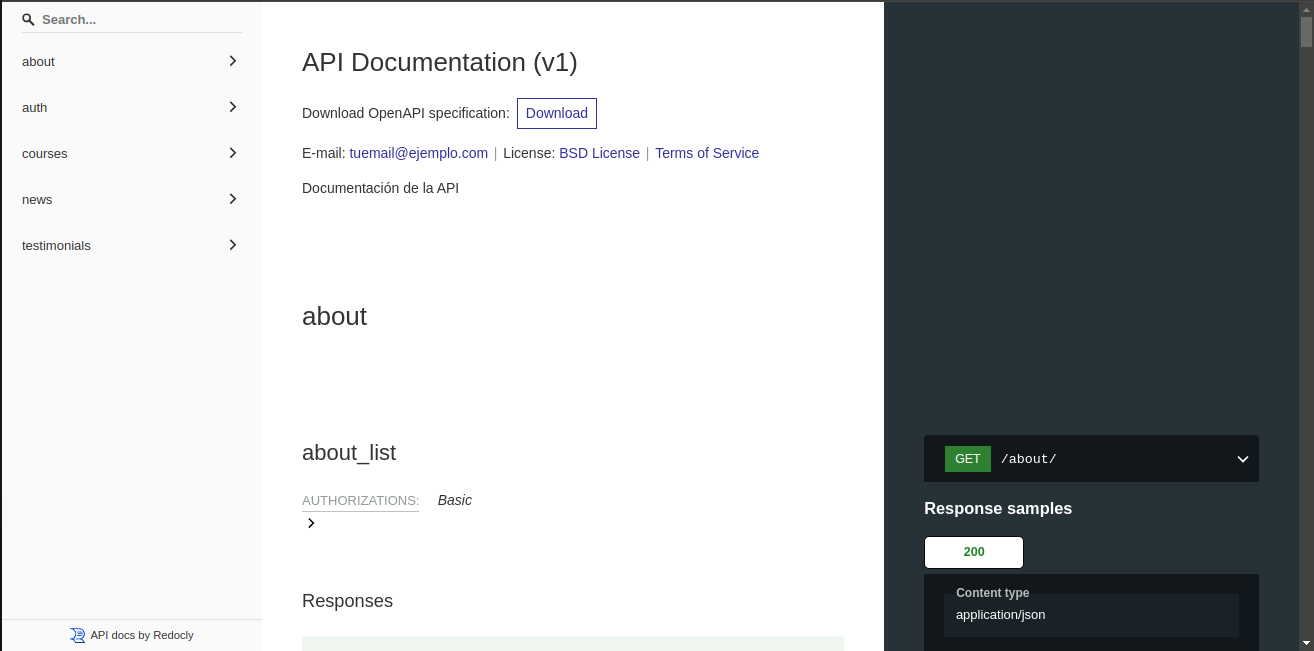 Search...
about
auth
courses
news
testimonials
API docs by Redocly
API Documentation (v1)
Download OpenAPI specification: Download
E-mail: tuemail@ejemplo.com | License: BSD License | Terms of Service
Documentación de la API
about
about_list
AUTHORIZATIONS: Basic
Responses
GET /about/
Response samples
200
Content type
application/json